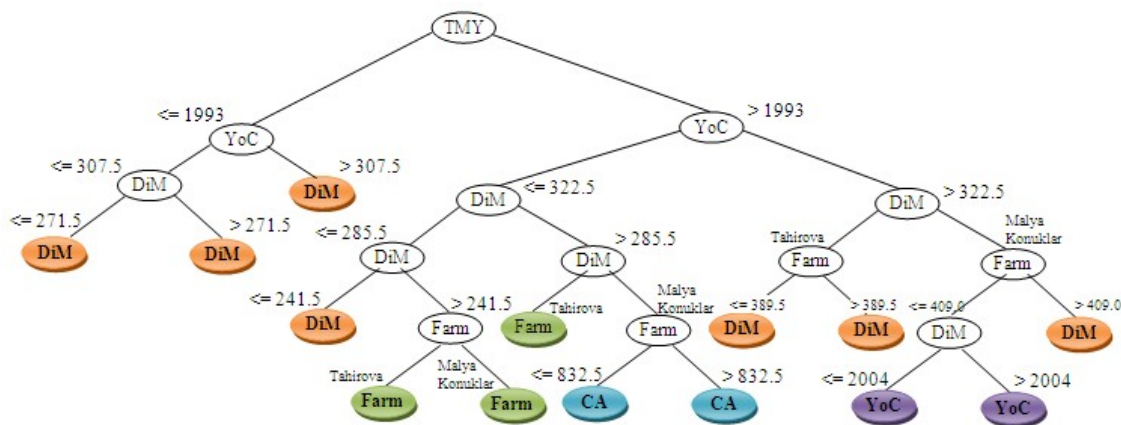 TMY
<= 1993
YoC
> 1993
YoC
<= 307.5
DiM
> 307.5
DiM
<= 322.5
DiM
> 322.5
DiM
<= 271.5
DiM
> 271.5
DiM
<= 285.5
DiM
> 285.5
DiM
Tahirova
Farm
Malya
Konuklar
Farm
<= 241.5
DiM
> 241.5
Farm
Tahirova
Farm
Malya
Konuklar
Farm
<= 389.5
DiM
> 389.5
DiM
<= 409.0
DiM
> 409.0
DiM
Tahirova
Farm
Malya
Konuklar
Farm
<= 832.5
CA
> 832.5
CA
<= 2004
YoC
> 2004
YoC